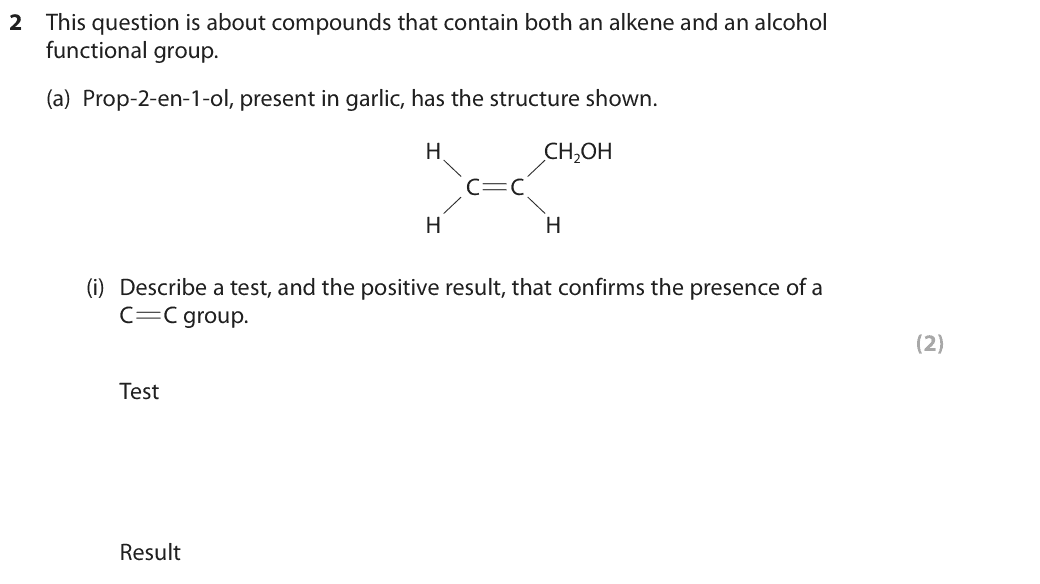 2 This question is about compounds that contain both an alkene and an alcohol
functional group.
(a) Prop-2-en-1-ol, present in garlic, has the structure shown.
H CH₂OH
C=C
H H
(i) Describe a test, and the positive result, that confirms the presence of a
C=C group.
(2)
Test
Result